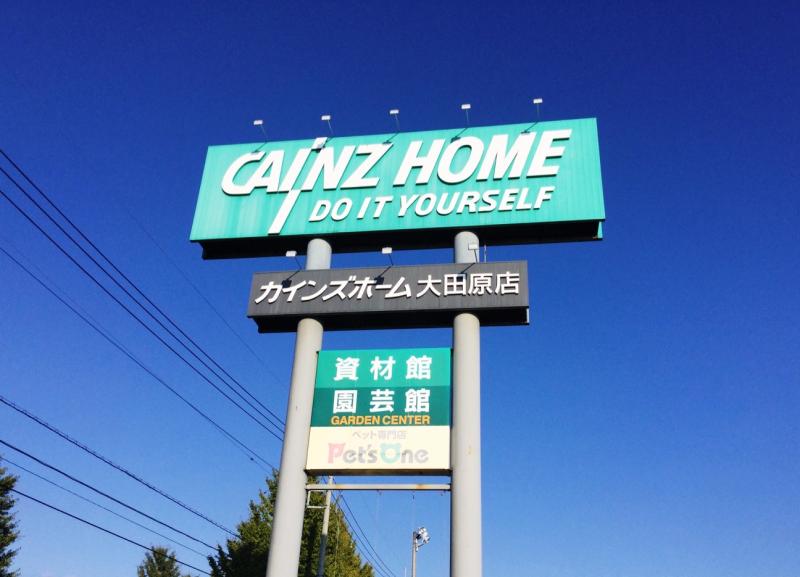 CAINZ HOME
DO IT YOURSELF
カインズホーム 大田原店
資材館
園芸館
GARDEN CENTER
ペット専門店
Pet'sOne